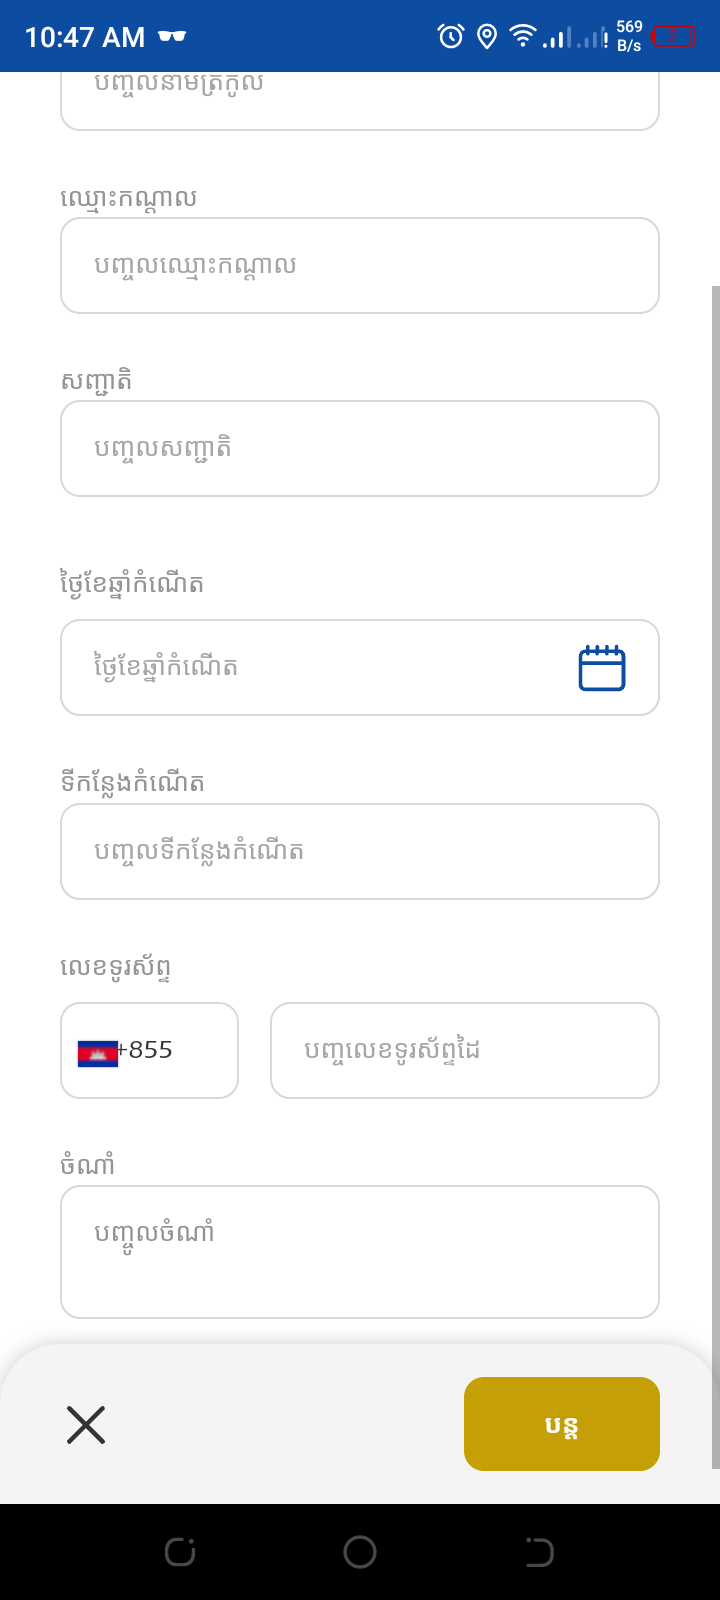 10:47 AM
569
B/s
2
បញ្ចូលនាមត្រកូល
ឈ្មោះកណ្តាល
បញ្ចូលឈ្មោះកណ្តាល
សញ្ជាតិ
បញ្ចូលសញ្ជាតិ
ថ្ងៃខែឆ្នាំកំណើត
ថ្ងៃខែឆ្នាំកំណើត
ទីកន្លែងកំណើត
បញ្ចូលទីកន្លែងកំណើត
លេខទូរស័ព្ទ
+855
បញ្ចូលេខទូរស័ព្ទដៃ
ចំណាំ
បញ្ចូលចំណាំ
បន្ត